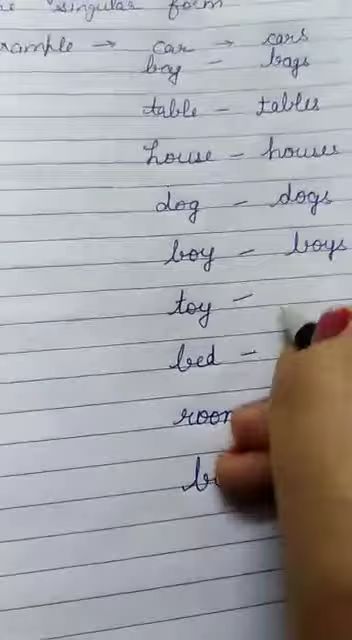 singular form
Example → car → cars
bag - bags
table - tables
house - houses
dog - dogs
boy - boys
toy -
bed -